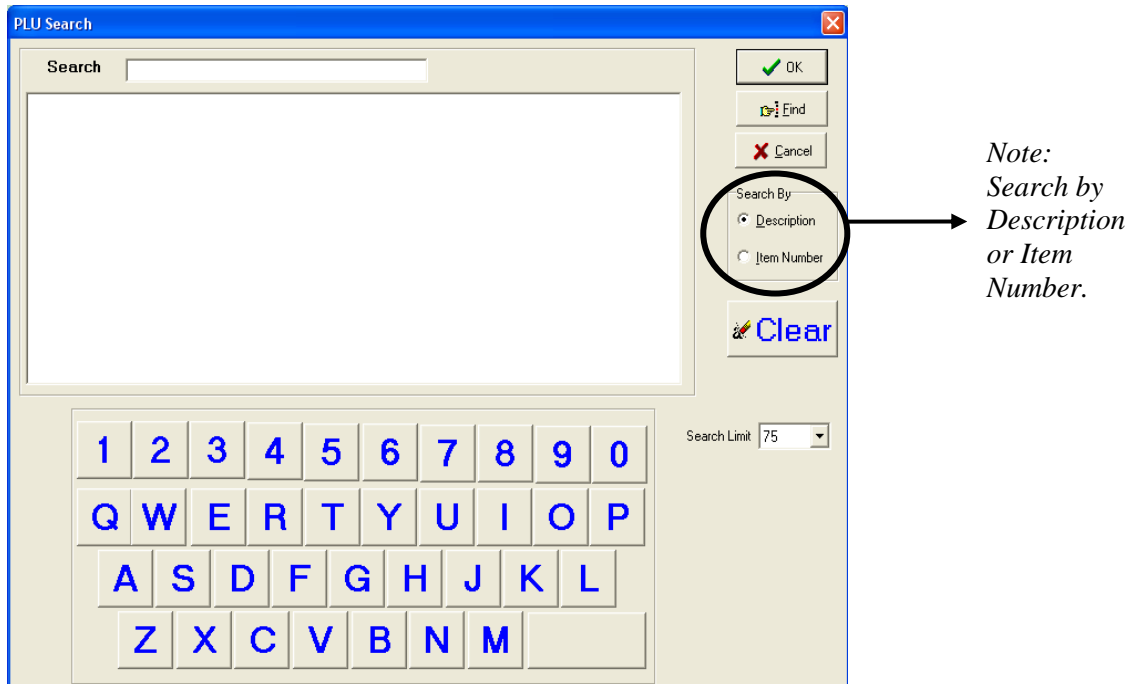 PLU Search
Search
OK
Find
Cancel
Search By
Description
Item Number
Clear
Note:
Search by
Description
or Item
Number.
Search Limit 75
1 2 3 4 5 6 7 8 9 0
Q W E R T Y U I O P
A S D F G H J K L
Z X C V B N M